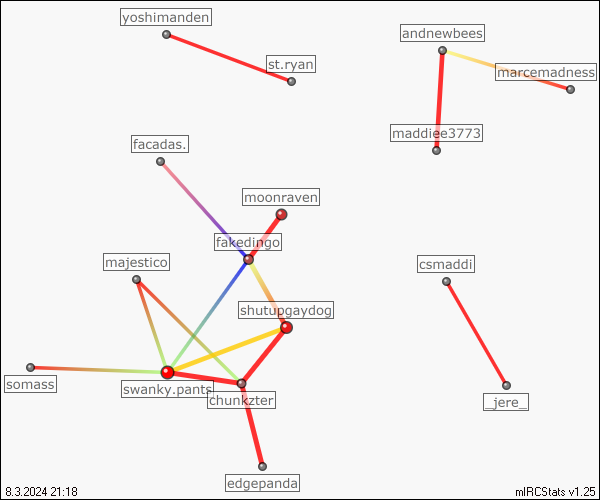 yoshimanden
andnewbees
st.ryan
marcemadness
maddiee3773
facadas.
moonraven
fakedingo
majestico
csmaddi
shutupgaydog
somass
swanky.pants
chunkzter
_jere_
edgepanda
8.3.2024 21:18
mIRCStats v1.25